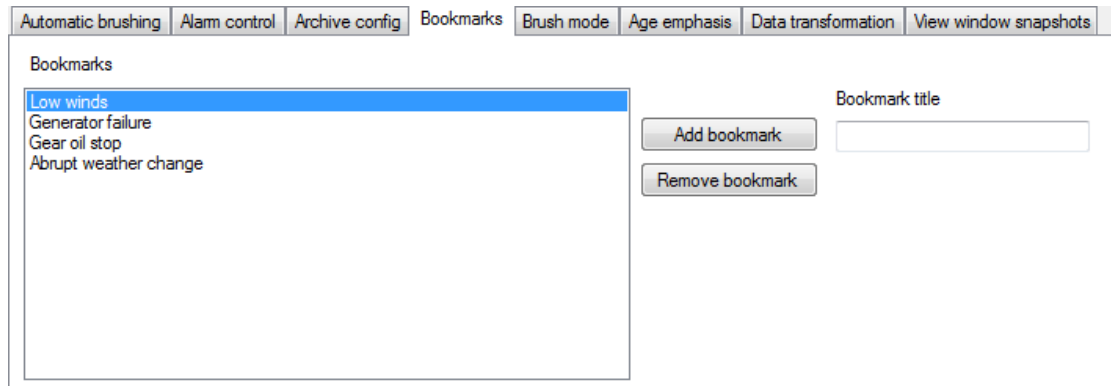 Automatic brushing Alarm control Archive config Bookmarks Brush mode Age emphasis Data transformation View window snapshots
Bookmarks
Low winds
Generator failure
Gear oil stop
Abrupt weather change
Add bookmark
Remove bookmark
Bookmark title